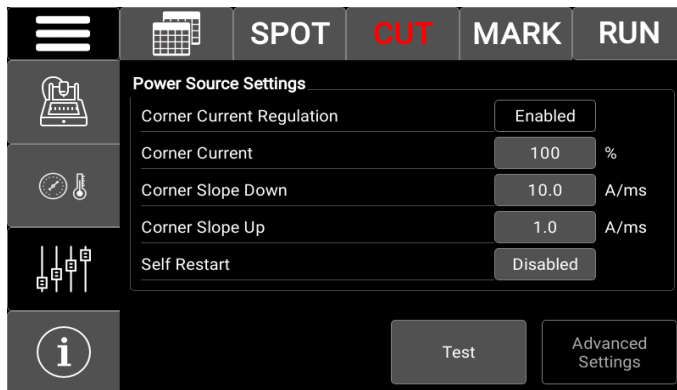 SPOT CUT MARK RUN
Power Source Settings
Corner Current Regulation Enabled
Corner Current 100 %
Corner Slope Down 10.0 A/ms
Corner Slope Up 1.0 A/ms
Self Restart Disabled
Test
Advanced
Settings
i